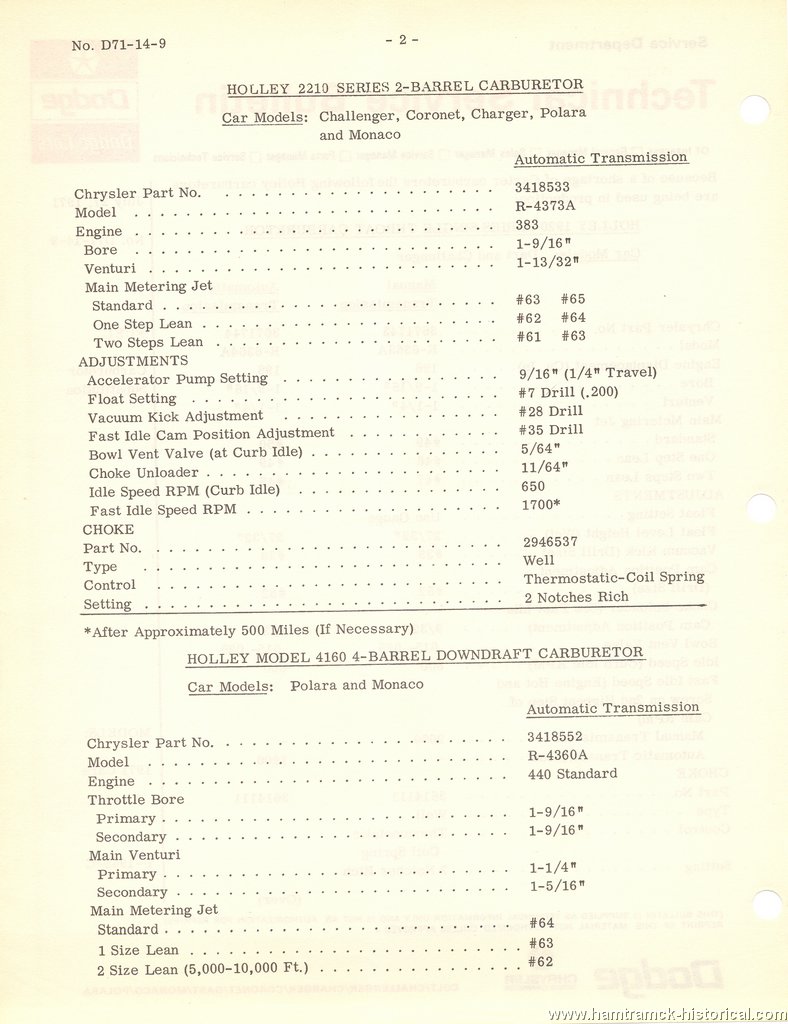 No. D71-14-9
- 2 -
HOLLEY 2210 SERIES 2-BARREL CARBURETOR
Car Models: Challenger, Coronet, Charger, Polara
and Monaco
Automatic Transmission
Chrysler Part No. . . . . . . . . . . . . . . . . . . . . . . 3418533
Model . . . . . . . . . . . . . . . . . . . . . . . . . . . . R-4373A
Engine . . . . . . . . . . . . . . . . . . . . . . . . . . . . 383
Bore . . . . . . . . . . . . . . . . . . . . . . . . . . . . 1-9/16"
Venturi . . . . . . . . . . . . . . . . . . . . . . . . . . . 1-13/32"
Main Metering Jet
Standard . . . . . . . . . . . . . . . . . . . . . . . . . . #63 #65
One Step Lean . . . . . . . . . . . . . . . . . . . . . . . #62 #64
Two Steps Lean . . . . . . . . . . . . . . . . . . . . . . #61 #63
ADJUSTMENTS
Accelerator Pump Setting . . . . . . . . . . . . . . . . . 9/16" (1/4" Travel)
Float Setting . . . . . . . . . . . . . . . . . . . . . . . . #7 Drill (.200)
Vacuum Kick Adjustment . . . . . . . . . . . . . . . . . #28 Drill
Fast Idle Cam Position Adjustment . . . . . . . . . . . . #35 Drill
Bowl Vent Valve (at Curb Idle) . . . . . . . . . . . . . . . 5/64"
Choke Unloader . . . . . . . . . . . . . . . . . . . . . . . 11/64"
Idle Speed RPM (Curb Idle) . . . . . . . . . . . . . . . . 650
Fast Idle Speed RPM . . . . . . . . . . . . . . . . . . . . 1700*
CHOKE
Part No. . . . . . . . . . . . . . . . . . . . . . . . . . . . 2946537
Type . . . . . . . . . . . . . . . . . . . . . . . . . . . . Well
Control . . . . . . . . . . . . . . . . . . . . . . . . . . . Thermostatic-Coil Spring
Setting . . . . . . . . . . . . . . . . . . . . . . . . . . . . 2 Notches Rich
*After Approximately 500 Miles (If Necessary)
HOLLEY MODEL 4160 4-BARREL DOWNDRAFT CARBURETOR
Car Models: Polara and Monaco
Automatic Transmission
Chrysler Part No. . . . . . . . . . . . . . . . . . . . . . . 3418552
Model . . . . . . . . . . . . . . . . . . . . . . . . . . . . R-4360A
Engine . . . . . . . . . . . . . . . . . . . . . . . . . . . . 440 Standard
Throttle Bore
Primary . . . . . . . . . . . . . . . . . . . . . . . . . . . 1-9/16"
Secondary . . . . . . . . . . . . . . . . . . . . . . . . . . 1-9/16"
Main Venturi
Primary . . . . . . . . . . . . . . . . . . . . . . . . . . . 1-1/4"
Secondary . . . . . . . . . . . . . . . . . . . . . . . . . . 1-5/16"
Main Metering Jet
Standard . . . . . . . . . . . . . . . . . . . . . . . . . . . #64
1 Size Lean . . . . . . . . . . . . . . . . . . . . . . . . . #63
2 Size Lean (5,000-10,000 Ft.) . . . . . . . . . . . . . . . #62
www.hamtramck-historical.com